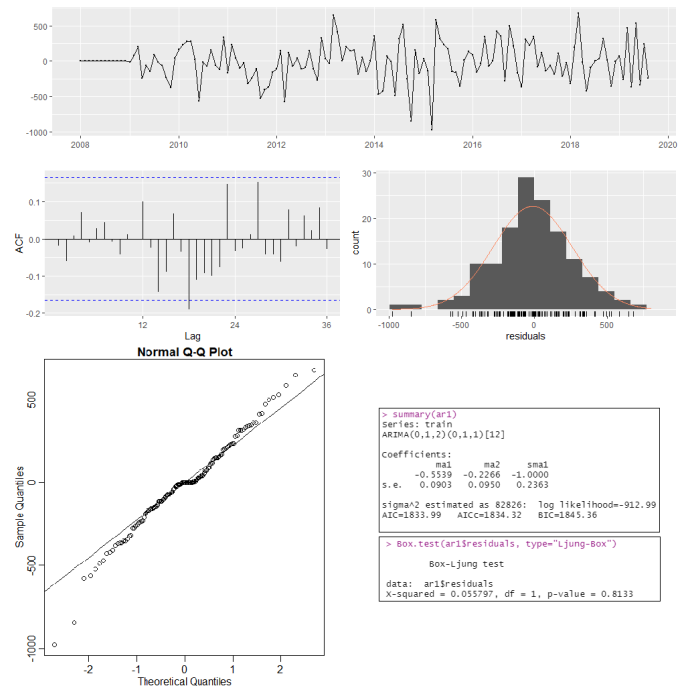 500
0
-500
-1000
2008
2010
2012
2014
2016
2018
2020
ACF
0.1
0.0
-0.1
-0.2
12
24
36
Lag
count
30
20
10
0
-1000
-500
0
500
residuals
Normal Q-Q Plot
Sample Quantiles
500
0
-500
-1000
-2
-1
0
1
2
Theoretical Quantiles
> summary(ar1)
Series: train
ARIMA(0,1,2)(0,1,1)[12]
Coefficients:
ma1 ma2 sma1
-0.5539 -0.2266 -1.0000
s.e. 0.0903 0.0950 0.2363
sigma^2 estimated as 82826: log likelihood=-912.99
AIC=1833.99 AICc=1834.32 BIC=1845.36
> Box.test(ar1$residuals, type="Ljung-Box")
Box-Ljung test
data: ar1$residuals
X-squared = 0.055797, df = 1, p-value = 0.8133